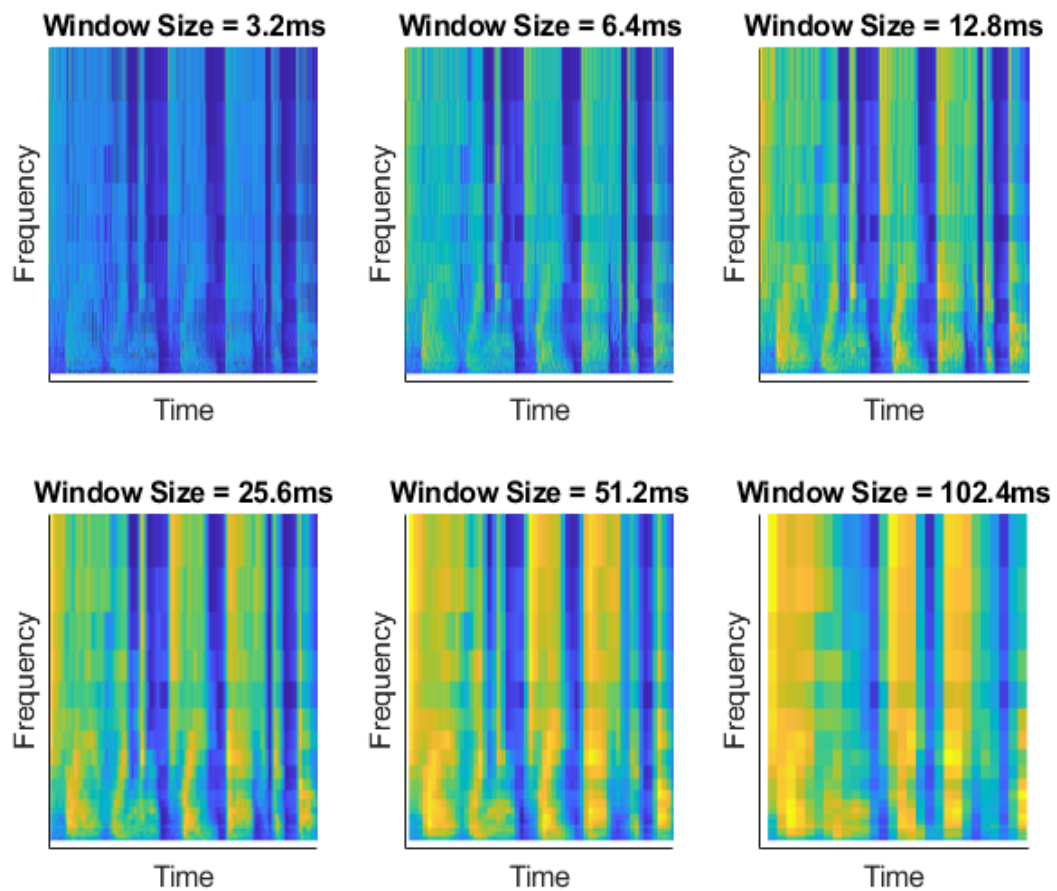 Window Size = 3.2ms
Frequency
Time
Window Size = 6.4ms
Frequency
Time
Window Size = 12.8ms
Frequency
Time
Window Size = 25.6ms
Frequency
Time
Window Size = 51.2ms
Frequency
Time
Window Size = 102.4ms
Frequency
Time